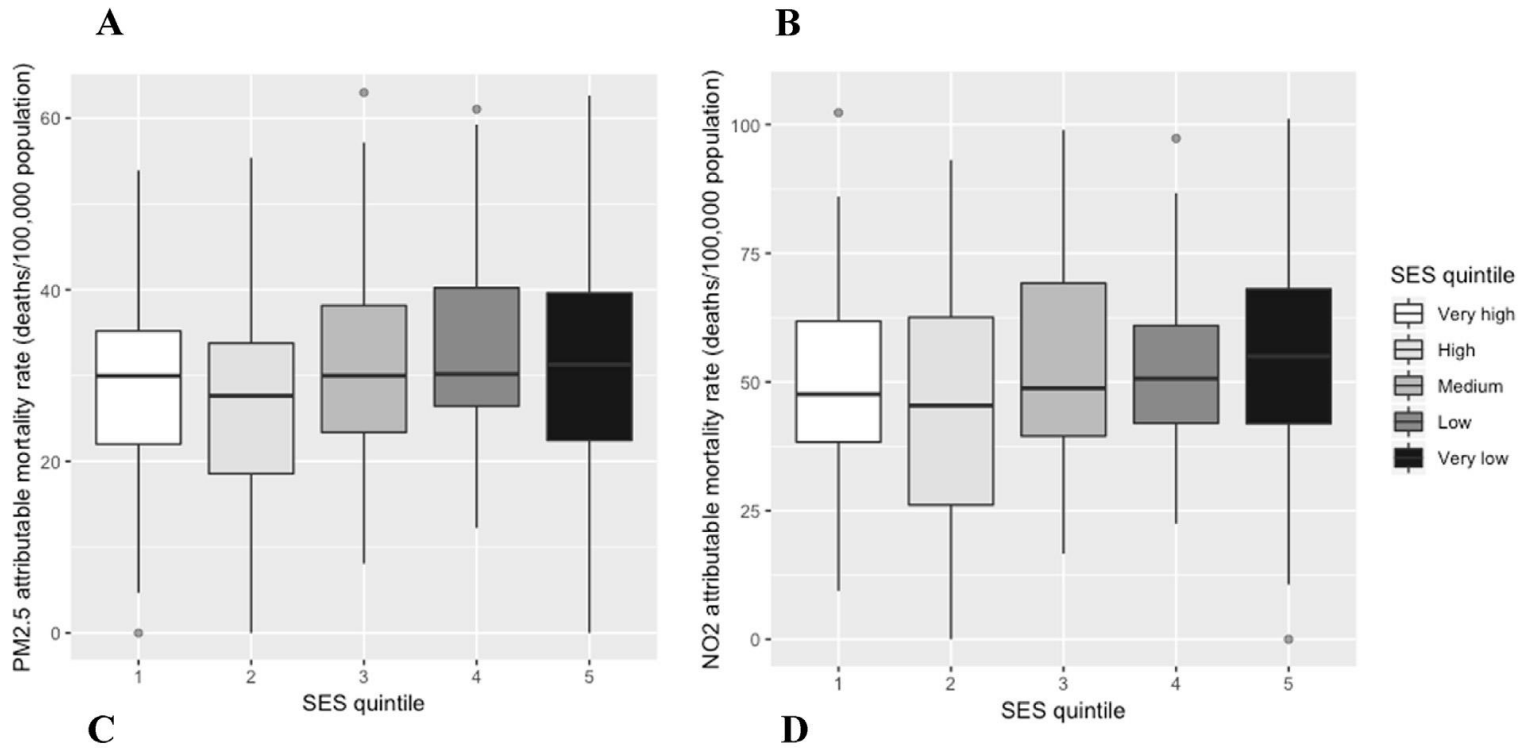 A
PM2.5 attributable mortality rate (deaths/100,000 population)
60
40
20
0
1 2 3 4 5
SES quintile
B
NO2 attributable mortality rate (deaths/100,000 population)
100
75
50
25
0
1 2 3 4 5
SES quintile
SES quintile
Very high
High
Medium
Low
Very low
C
D